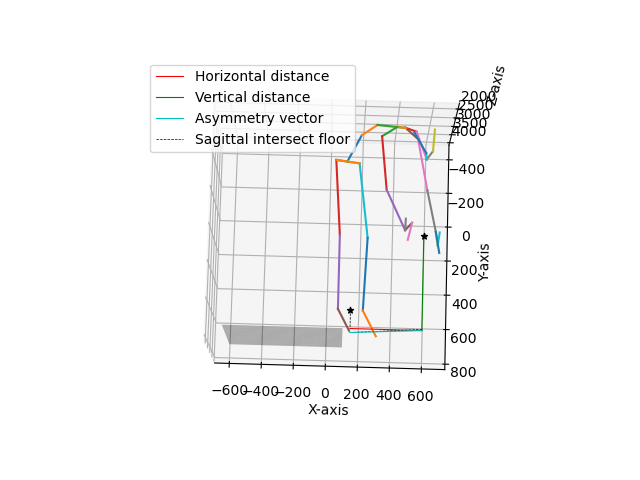 Horizontal distance
Vertical distance
Asymmetry vector
Sagittal intersect floor
Z-axis
2000
2500
3000
3500
4000
−400
−200
0
200
400
600
800
Y-axis
−600
−400
−200
0
200
400
600
X-axis